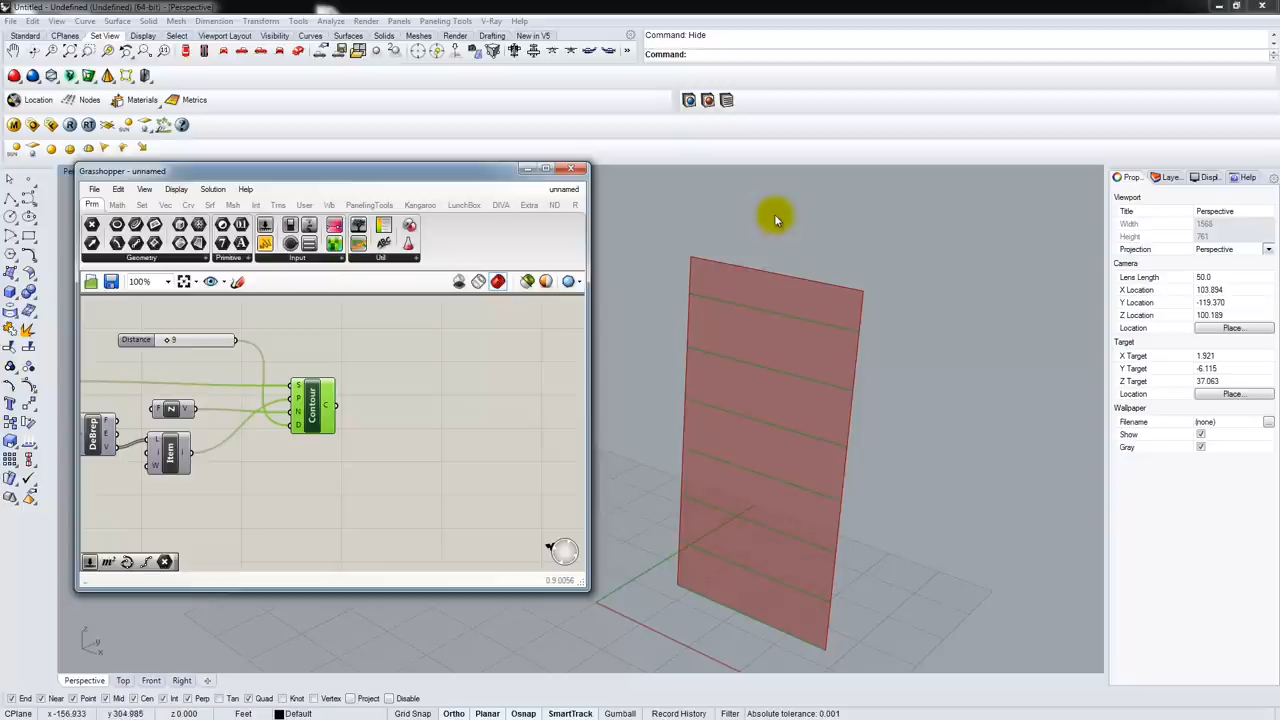 Untitled - Undefined (Undefined) (64-bit) - [Perspective]
File Edit View Curve Surface Solid Mesh Dimension Transform Tools Analyze Render Panels Paneling Tools V-Ray Help
Standard CPlanes Set View Display Select Viewport Layout Visibility Curves Surfaces Solids Meshes Render Drafting New in V5
Command: Hide
Command:
Location Nodes Materials Metrics
Grasshopper - unnamed
File Edit View Display Solution Help unnamed
Prm Math Set Vec Crv Srf Msh Int Trns User Wb PanelingTools Kangaroo LunchBox DIVA Extra ND R
Geometry Primitive Input Util
100%
Distance 9
S
P
N
D
Contour
C
F Z V
DeBrep
F
E
V
L
i
W
Item
i
0.9.0056
Prop... Laye... Displ... Help
Viewport
Title Perspective
Width 1568
Height 761
Projection Perspective
Camera
Lens Length 50.0
X Location 103.894
Y Location -119.370
Z Location 100.189
Location Place...
Target
X Target 1.921
Y Target -6.115
Z Target 37.063
Location Place...
Wallpaper
Filename (none)
Show
Gray
z
y
x
Perspective Top Front Right
End Near Point Mid Cen Int Perp Tan Quad Knot Vertex Project Disable
CPlane x -156.933 y 304.985 z 0.000 Feet Default Grid Snap Ortho Planar Osnap SmartTrack Gumball Record History Filter Absolute tolerance: 0.001